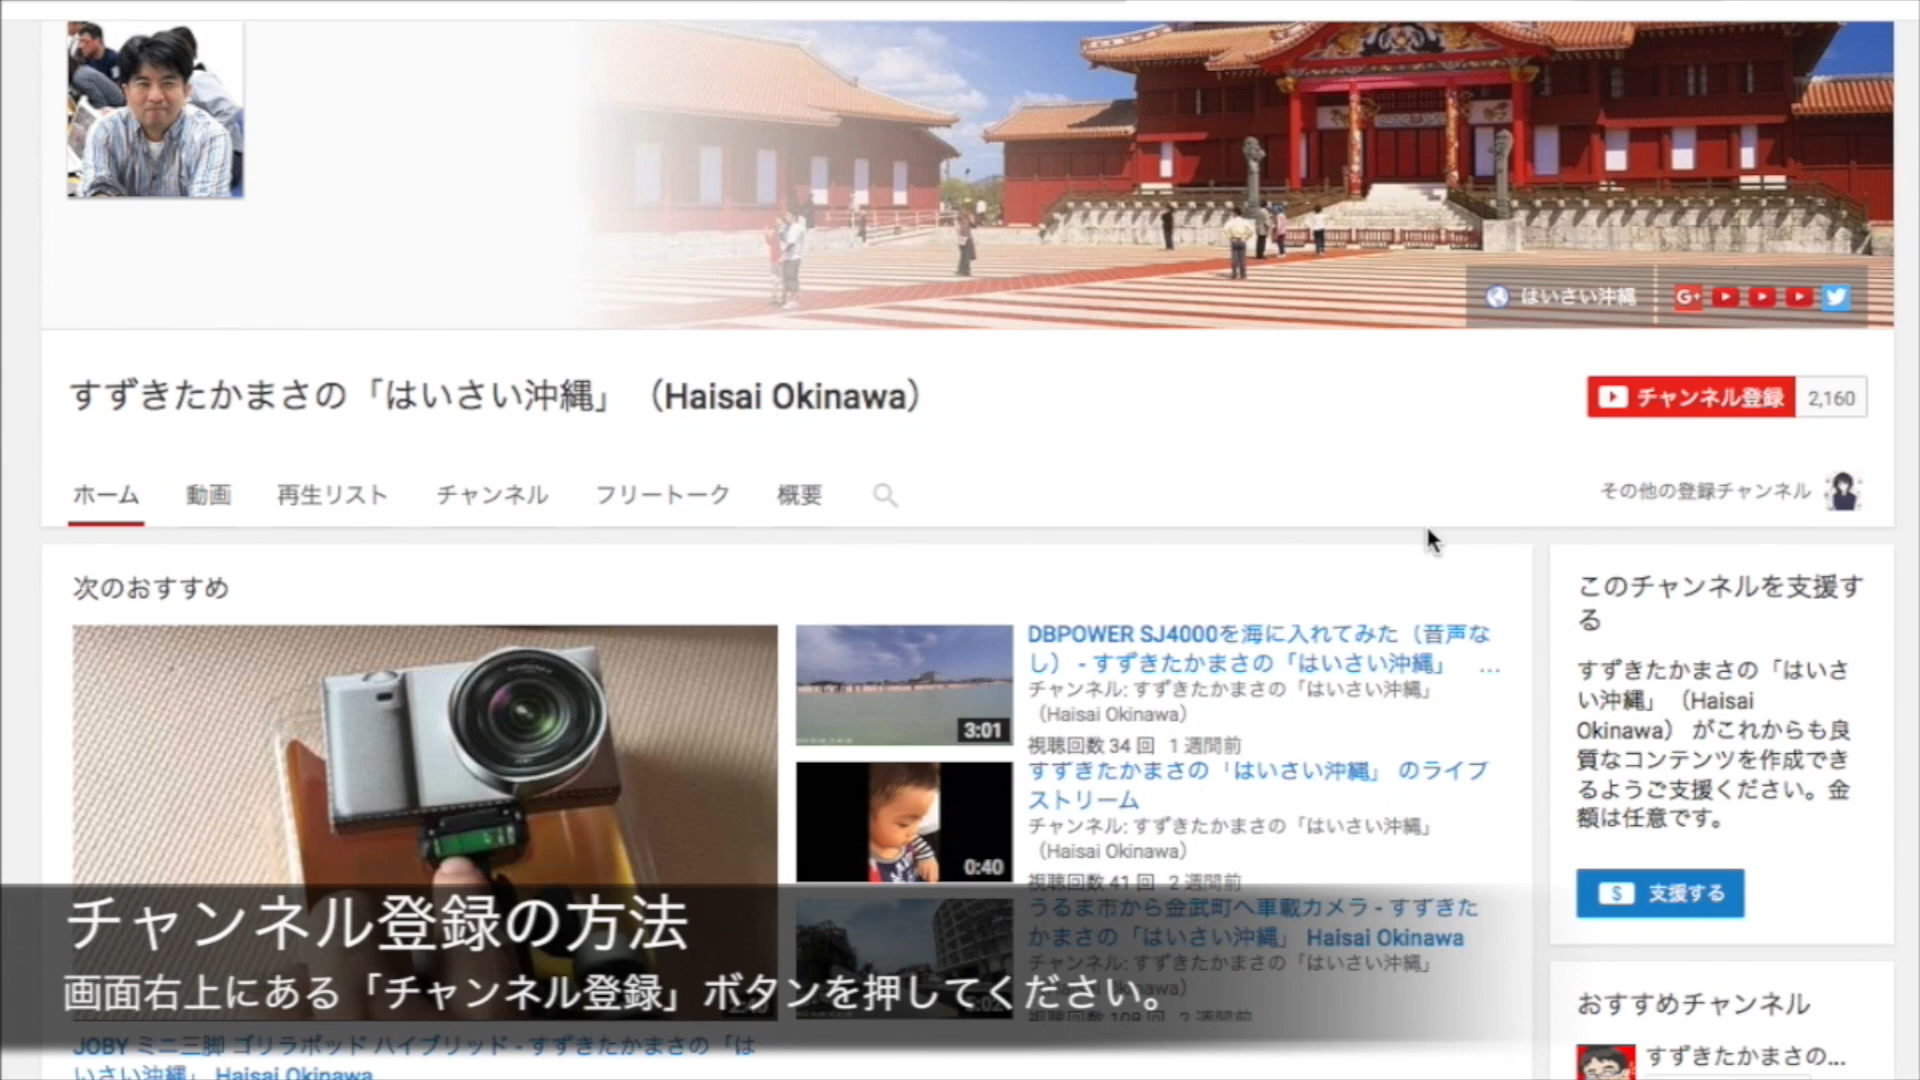 はいさい沖縄
G+
すずきたかまさの「はいさい沖縄」（Haisai Okinawa）
チャンネル登録 2,160
ホーム 動画 再生リスト チャンネル フリートーク 概要
その他の登録チャンネル
次のおすすめ
3:01
DBPOWER SJ4000を海に入れてみた（音声な
し） - すずきたかまさの「はいさい沖縄」 ...
チャンネル: すずきたかまさの「はいさい沖縄」
（Haisai Okinawa）
視聴回数 34 回 1 週間前
0:40
すずきたかまさの「はいさい沖縄」 のライブ
ストリーム
チャンネル: すずきたかまさの「はいさい沖縄」
（Haisai Okinawa）
視聴回数 41 回 2 週間前
うるま市から金武町へ車載カメラ - すずきた
かまさの「はいさい沖縄」 Haisai Okinawa
チャンネル: すずきたかまさの「はいさい沖縄」
視聴回数 109 回 2 週間前
JOBY ミニ三脚 ゴリラポッド ハイブリッド - すずきたかまさの「は
いさい沖縄」 Haisai Okinawa
チャンネル登録の方法
画面右上にある「チャンネル登録」ボタンを押してください。
このチャンネルを支援す
る
すずきたかまさの「はいさ
い沖縄」（Haisai
Okinawa） がこれからも良
質なコンテンツを作成でき
るようご支援ください。金
額は任意です。
$ 支援する
おすすめチャンネル
すずきたかまさの...